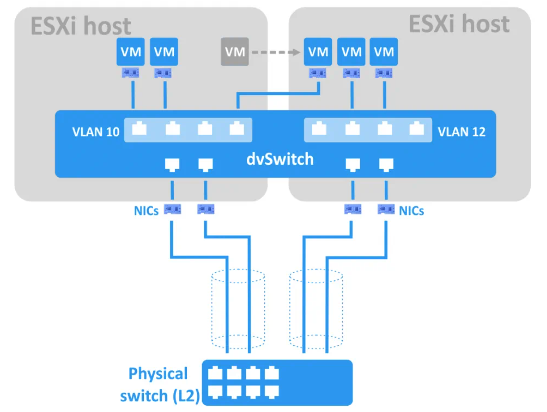 ESXi host
ESXi host
VM
VM
VM
VM
VM
VM
VLAN 10
VLAN 12
dvSwitch
NICs
NICs
Physical
switch (L2)